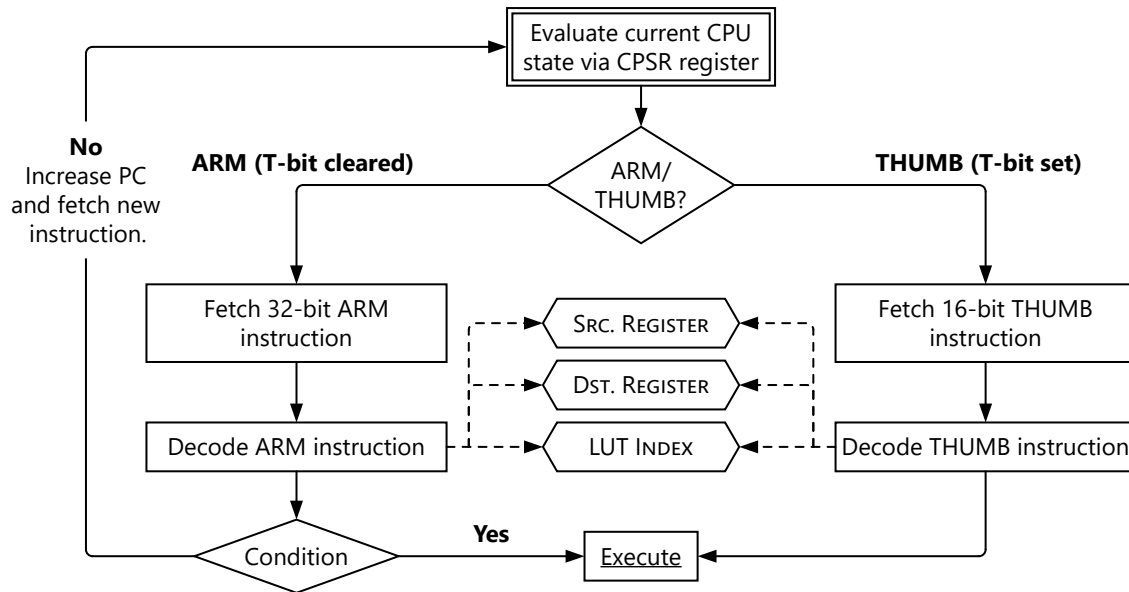 Evaluate current CPU
state via CPSR register
No
Increase PC
and fetch new
instruction.
ARM (T-bit cleared)
ARM/
THUMB?
THUMB (T-bit set)
Fetch 32-bit ARM
instruction
Src. Register
Fetch 16-bit THUMB
instruction
Dst. Register
Decode ARM instruction
LUT Index
Decode THUMB instruction
Condition
Yes
Execute